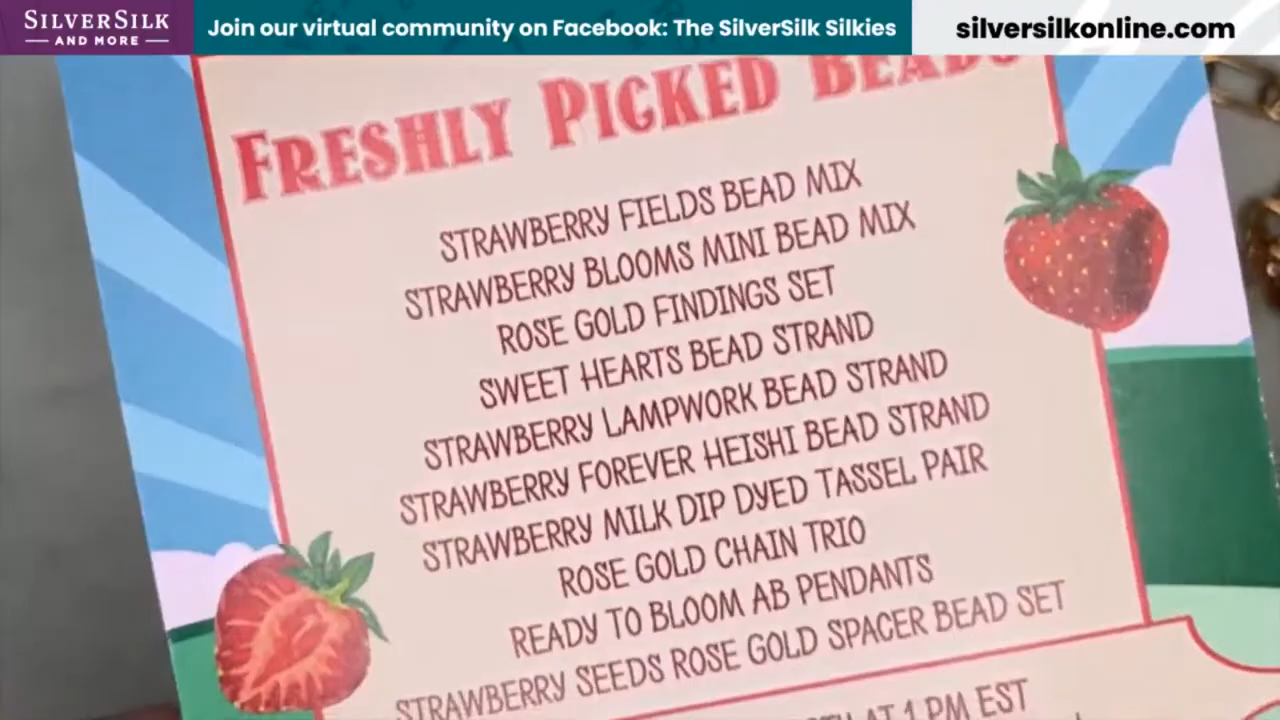 SILVERSILK
AND MORE
Join our virtual community on Facebook: The SilverSilk Silkies
silversilkonline.com
FRESHLY PICKED BEADS
STRAWBERRY FIELDS BEAD MIX
STRAWBERRY BLOOMS MINI BEAD MIX
ROSE GOLD FINDINGS SET
SWEET HEARTS BEAD STRAND
STRAWBERRY LAMPWORK BEAD STRAND
STRAWBERRY FOREVER HEISHI BEAD STRAND
STRAWBERRY MILK DIP DYED TASSEL PAIR
ROSE GOLD CHAIN TRIO
READY TO BLOOM AB PENDANTS
STRAWBERRY SEEDS ROSE GOLD SPACER BEAD SET
AT 1 PM EST